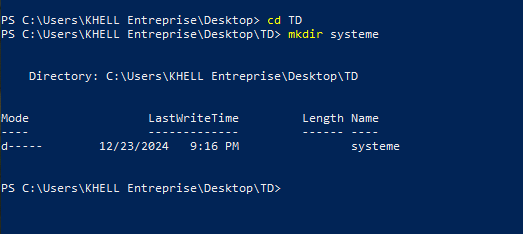 PS C:\Users\KHELL Entreprise\Desktop> cd TD
PS C:\Users\KHELL Entreprise\Desktop\TD> mkdir systeme
    Directory: C:\Users\KHELL Entreprise\Desktop\TD
Mode                 LastWriteTime         Length Name
----                 -------------         ------ ----
d-----        12/23/2024   9:16 PM                systeme
PS C:\Users\KHELL Entreprise\Desktop\TD>